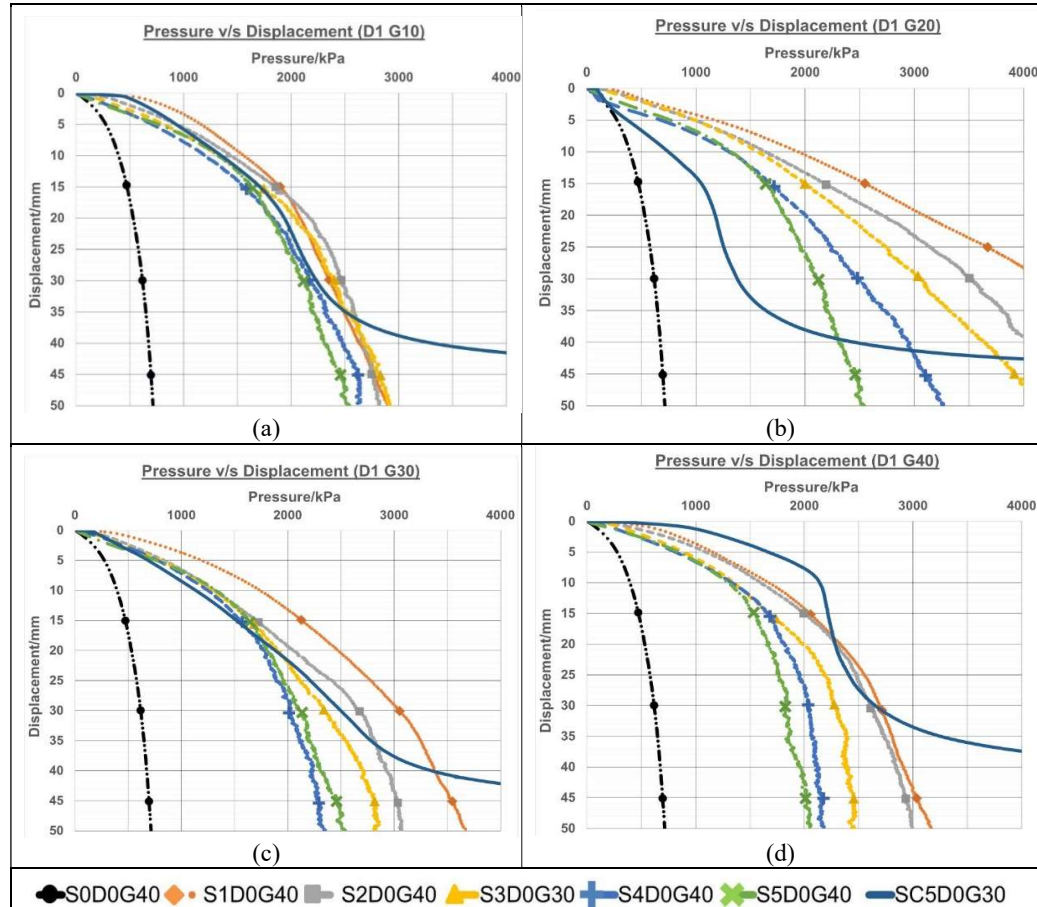 Pressure v/s Displacement (D1 G10)
Pressure/kPa
0 1000 2000 3000 4000
0
5
10
15
20
25
30
35
40
45
50
Displacement/mm
(a)
Pressure v/s Displacement (D1 G20)
Pressure/kPa
0 1000 2000 3000 4000
0
5
10
15
20
25
30
35
40
45
50
Displacement/mm
(b)
Pressure v/s Displacement (D1 G30)
Pressure/kPa
0 1000 2000 3000 4000
0
5
10
15
20
25
30
35
40
45
50
Displacement/mm
(c)
Pressure v/s Displacement (D1 G40)
Pressure/kPa
0 1000 2000 3000 4000
0
5
10
15
20
25
30
35
40
45
50
Displacement/mm
(d)
S0D0G40 S1D0G40 S2D0G40 S3D0G30 S4D0G40 S5D0G40 SC5D0G30